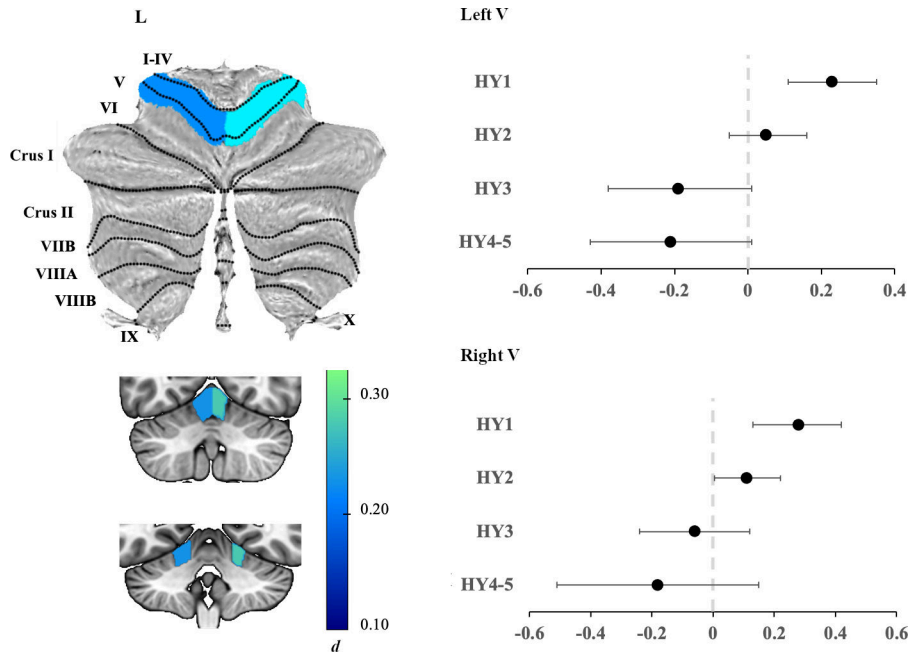 L
I-IV
V
VI
Crus I
Crus II
VIIB
VIIIA
VIIIB
IX
X
0.30
0.20
0.10
d
Left V
HY1
HY2
HY3
HY4-5
-0.6 -0.4 -0.2 0 0.2 0.4
Right V
HY1
HY2
HY3
HY4-5
-0.6 -0.4 -0.2 0 0.2 0.4 0.6